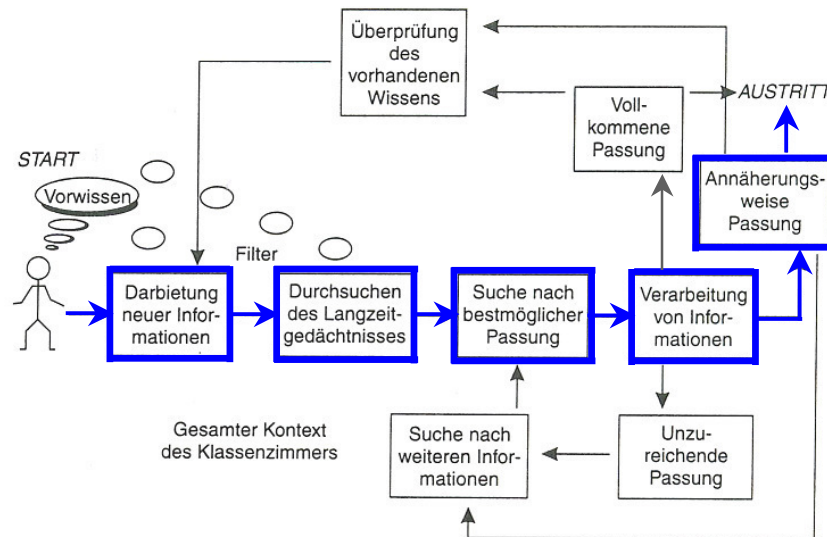 Überprüfung
des
vorhandenen
Wissens
AUSTRITT
Voll-
kommene
Passung
START
Vorwissen
Annäherungs-
weise
Passung
Filter
Darbietung
neuer Infor-
mationen
Durchsuchen
des Langzeit-
gedächtnisses
Suche nach
bestmöglicher
Passung
Verarbeitung
von Infor-
mationen
Gesamter Kontext
des Klassenzimmers
Suche nach
weiteren Infor-
mationen
Unzu-
reichende
Passung